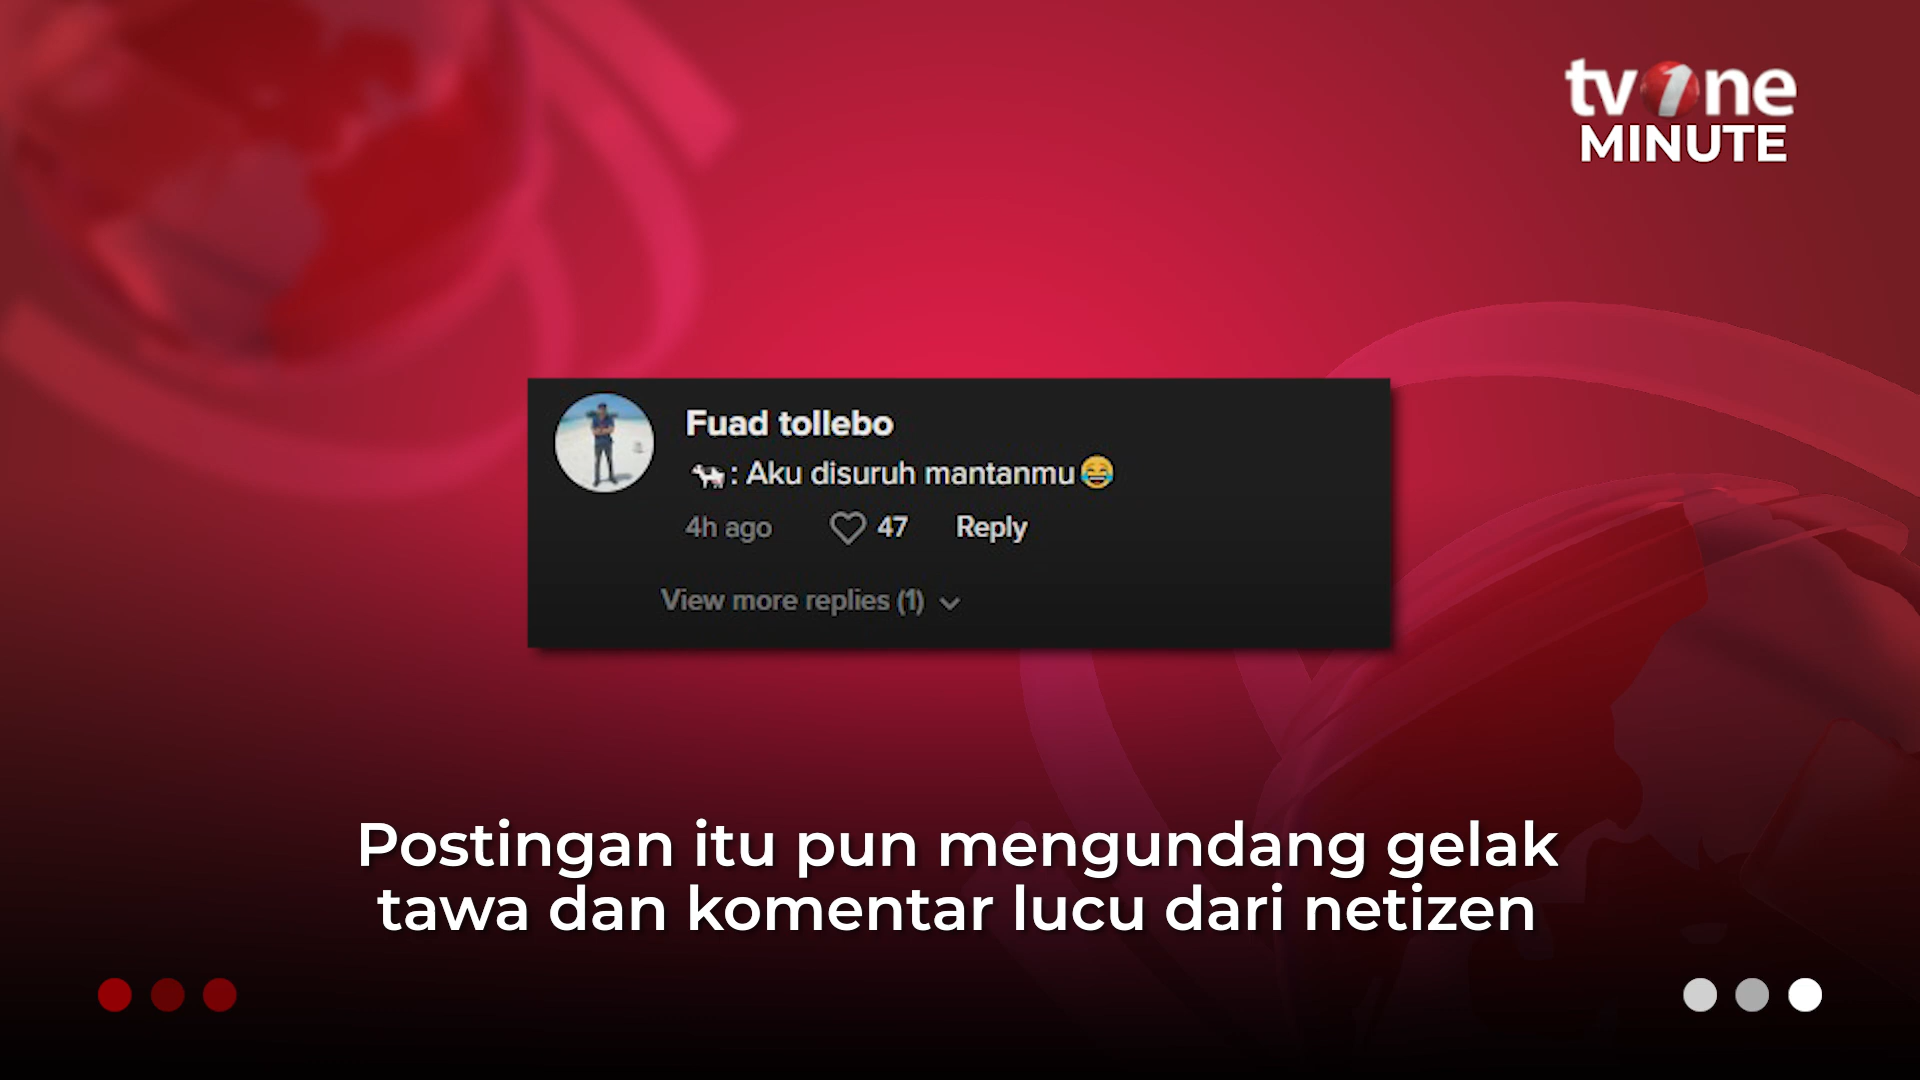 tvOne
MINUTE
Fuad tollebo
🐄: Aku disuruh mantanmu😂
4h ago 47 Reply
View more replies (1)
Postingan itu pun mengundang gelak
tawa dan komentar lucu dari netizen